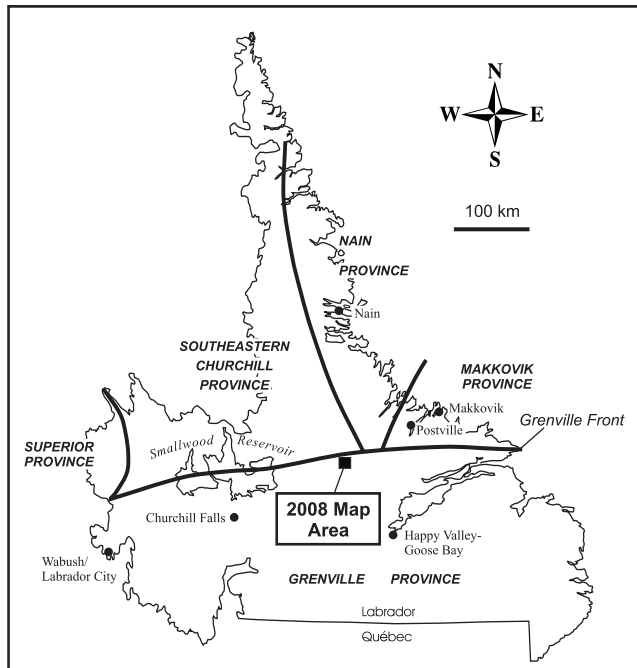 N
W E
S
100 km
NAIN
PROVINCE
Nain
SOUTHEASTERN
CHURCHILL
PROVINCE
MAKKOVIK
PROVINCE
Makkovik
Postville
Grenville Front
SUPERIOR
PROVINCE
Smallwood Reservoir
2008 Map
Area
Churchill Falls
Happy Valley-
Goose Bay
Wabush/
Labrador City
GRENVILLE PROVINCE
Labrador
Québec